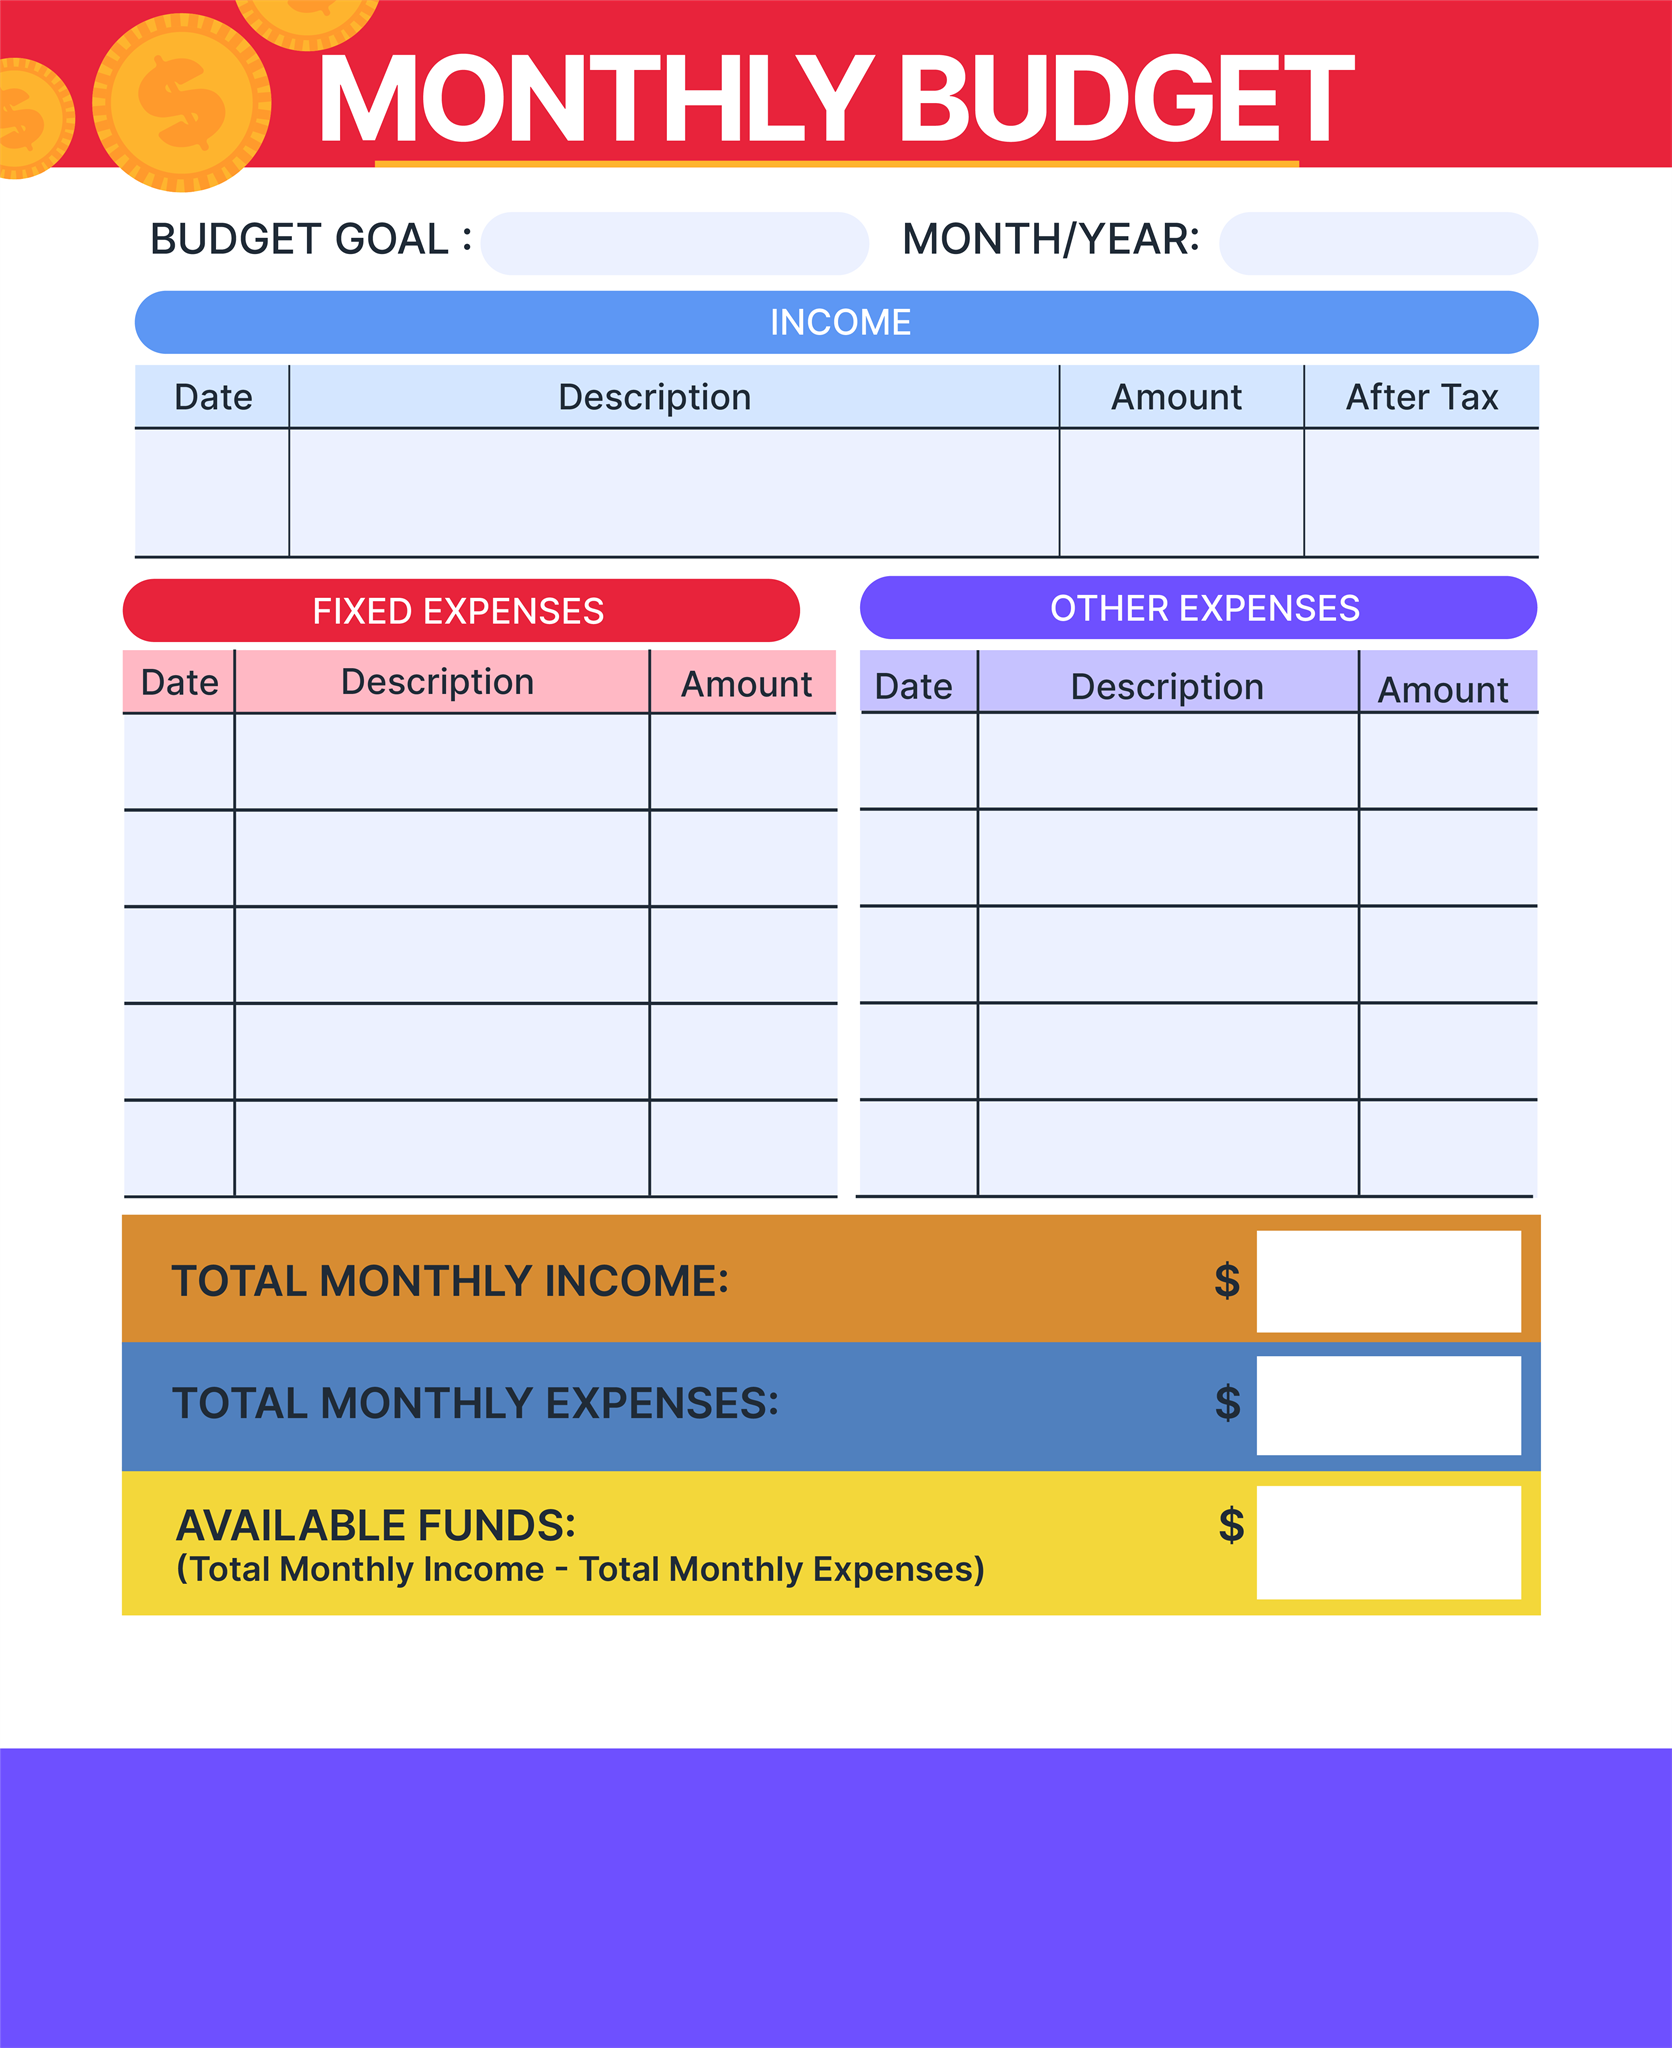 MONTHLY BUDGET
BUDGET GOAL :
MONTH/YEAR:
INCOME
Date Description Amount After Tax
FIXED EXPENSES
Date Description Amount
OTHER EXPENSES
Date Description Amount
TOTAL MONTHLY INCOME: $
TOTAL MONTHLY EXPENSES: $
AVAILABLE FUNDS: $
(Total Monthly Income - Total Monthly Expenses)